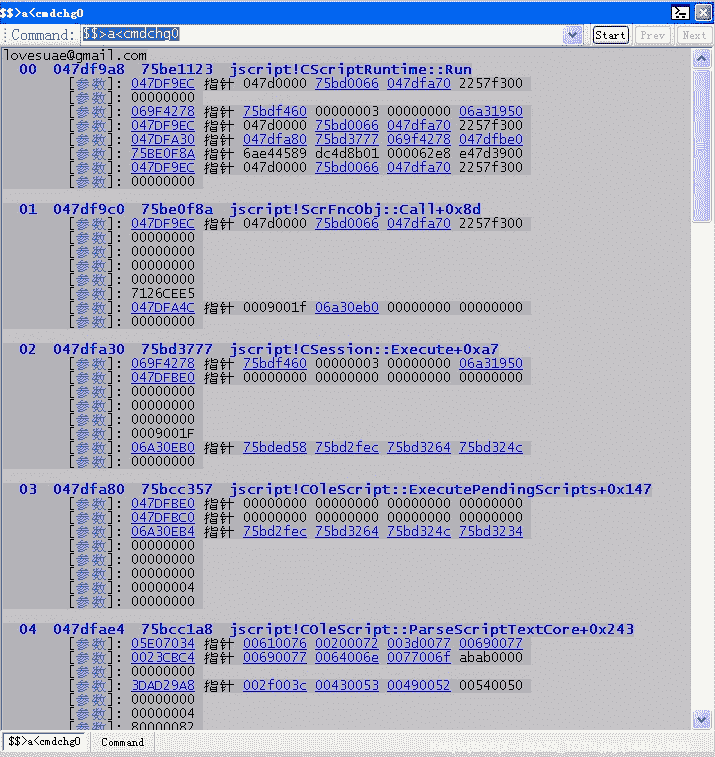 $$>a<cmdchg0
Command: $$>a<cmdchg0 Start Prev Next
lovesuae@gmail.com
00 047df9a8 75be1123 jscript!CScriptRuntime::Run
[参数]: 047DF9EC 指针 047d0000 75bd0066 047dfa70 2257f300
[参数]: 00000000
[参数]: 069F4278 指针 75bdf460 00000003 00000000 06a31950
[参数]: 047DF9EC 指针 047d0000 75bd0066 047dfa70 2257f300
[参数]: 047DFA30 指针 047dfa80 75bd3777 069f4278 047dfbe0
[参数]: 75BE0F8A 指针 6ae44589 dc4d8b01 000062e8 e47d3900
[参数]: 047DF9EC 指针 047d0000 75bd0066 047dfa70 2257f300
[参数]: 00000000
01 047df9c0 75be0f8a jscript!ScrFncObj::Call+0x8d
[参数]: 047DF9EC 指针 047d0000 75bd0066 047dfa70 2257f300
[参数]: 00000000
[参数]: 00000000
[参数]: 00000000
[参数]: 00000000
[参数]: 7126CEE5
[参数]: 047DFA4C 指针 0009001f 06a30eb0 00000000 00000000
[参数]: 00000000
02 047dfa30 75bd3777 jscript!CSession::Execute+0xa7
[参数]: 069F4278 指针 75bdf460 00000003 00000000 06a31950
[参数]: 047DFBE0 指针 00000000 00000000 00000000 00000000
[参数]: 00000000
[参数]: 00000000
[参数]: 00000000
[参数]: 0009001F
[参数]: 06A30EB0 指针 75bded58 75bd2fec 75bd3264 75bd324c
[参数]: 00000000
03 047dfa80 75bcc357 jscript!COleScript::ExecutePendingScripts+0x147
[参数]: 047DFBE0 指针 00000000 00000000 00000000 00000000
[参数]: 047DFBC0 指针 00000000 00000000 00000000 00000000
[参数]: 06A30EB4 指针 75bd2fec 75bd3264 75bd324c 75bd3234
[参数]: 00000000
[参数]: 00000000
[参数]: 00000000
[参数]: 00000004
[参数]: 00000000
04 047dfae4 75bcc1a8 jscript!COleScript::ParseScriptTextCore+0x243
[参数]: 05E07034 指针 00610076 00200072 003d0077 00690077
[参数]: 0023CBC4 指针 00690077 0064006e 0077006f abab0000
[参数]: 00000000
[参数]: 3DAD29A8 指针 002f003c 00430053 00490052 00540050
[参数]: 00000000
[参数]: 00000004
[参数]: 80000082
$$>a<cmdchg0 Command